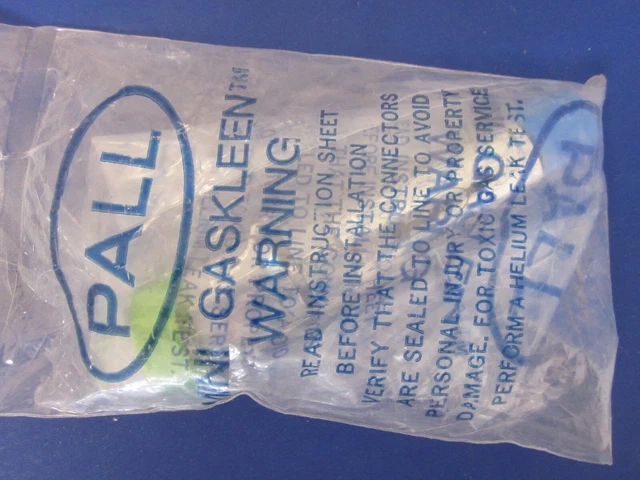 PALL
GASKLEEN™
WARNING
READ INSTRUCTION SHEET
BEFORE INSTALLATION
VERIFY THAT THE CONNECTORS
ARE SEALED TO LINE TO AVOID
PERSONAL INJURY OR PROPERTY
DAMAGE. FOR TOXIC GAS SERVICE
PERFORM A HELIUM LEAK TEST.
PALL